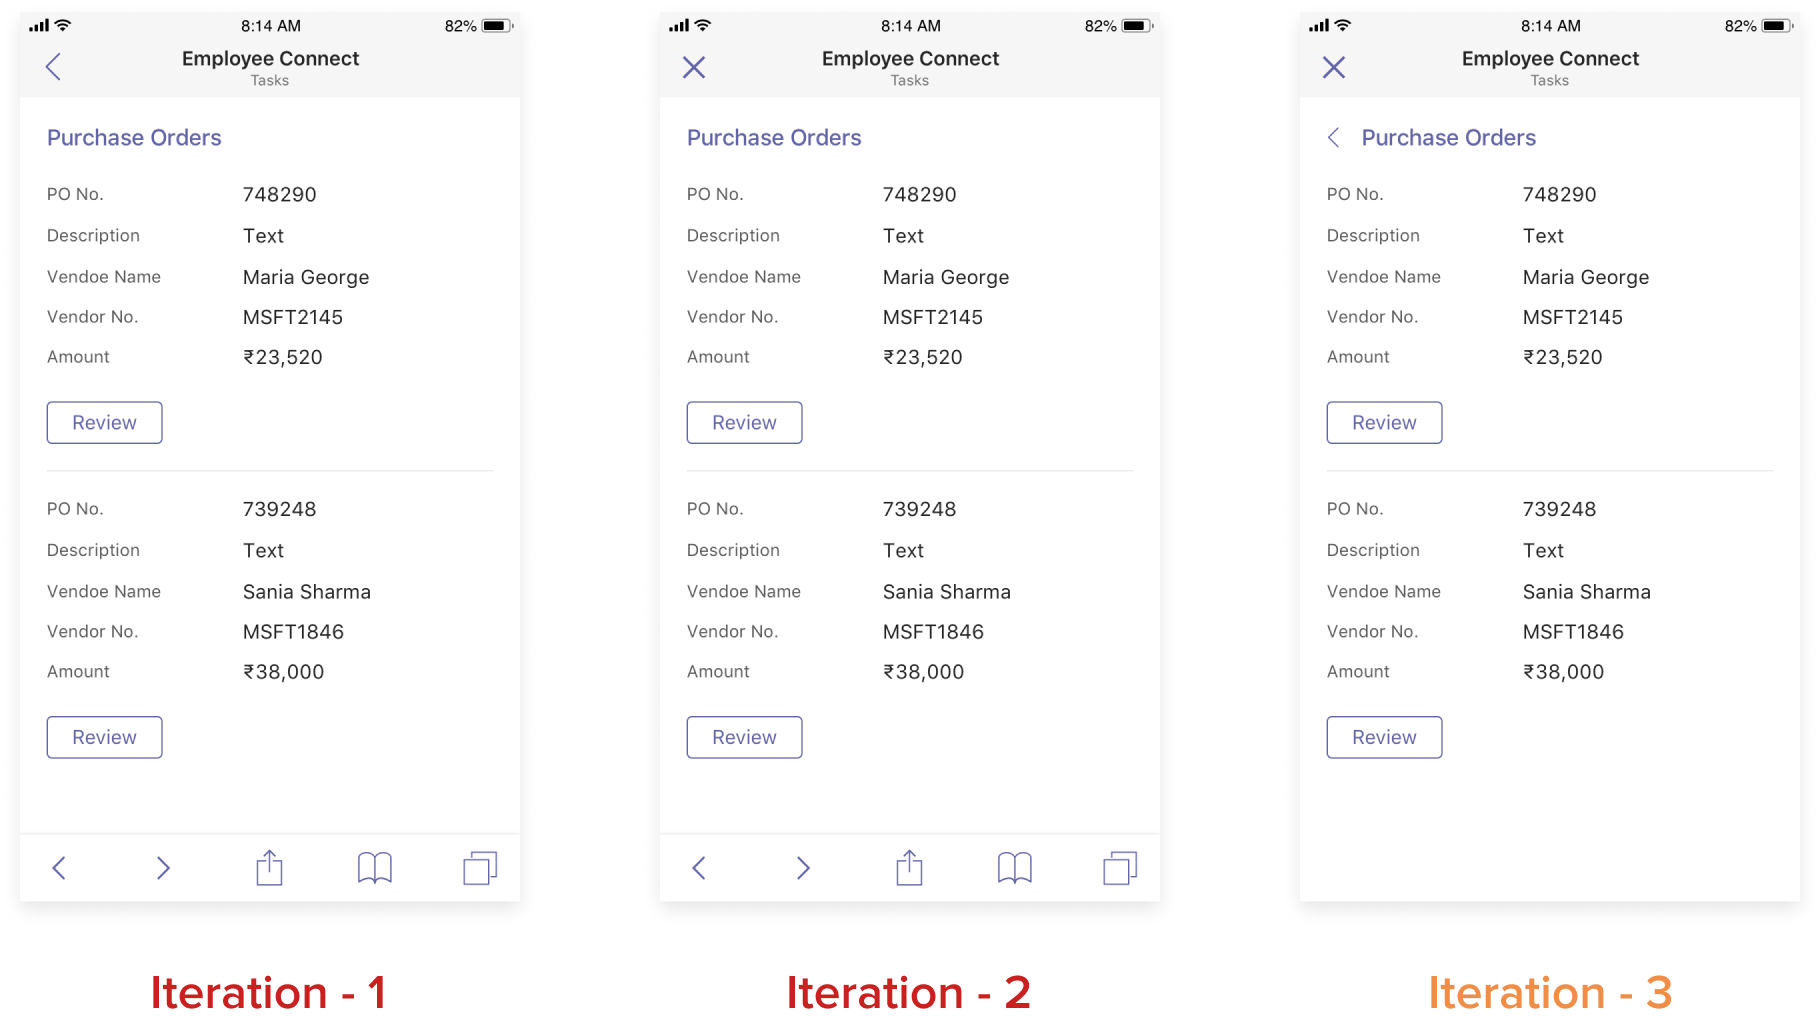 8:14 AM 82%
Employee Connect
Tasks
Purchase Orders
PO No. 748290
Description Text
Vendoe Name Maria George
Vendor No. MSFT2145
Amount ₹23,520
Review
PO No. 739248
Description Text
Vendoe Name Sania Sharma
Vendor No. MSFT1846
Amount ₹38,000
Review
Iteration - 1
8:14 AM 82%
Employee Connect
Tasks
Purchase Orders
PO No. 748290
Description Text
Vendoe Name Maria George
Vendor No. MSFT2145
Amount ₹23,520
Review
PO No. 739248
Description Text
Vendoe Name Sania Sharma
Vendor No. MSFT1846
Amount ₹38,000
Review
Iteration - 2
8:14 AM 82%
Employee Connect
Tasks
Purchase Orders
PO No. 748290
Description Text
Vendoe Name Maria George
Vendor No. MSFT2145
Amount ₹23,520
Review
PO No. 739248
Description Text
Vendoe Name Sania Sharma
Vendor No. MSFT1846
Amount ₹38,000
Review
Iteration - 3